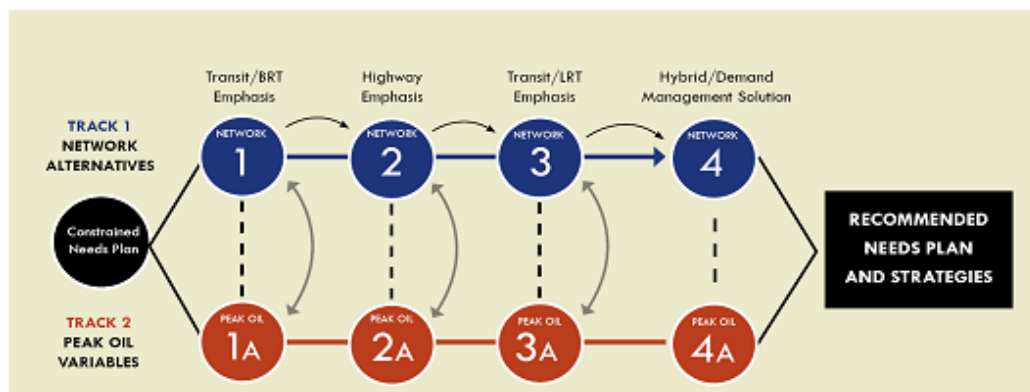 Transit/BRT
Emphasis
Highway
Emphasis
Transit/LRT
Emphasis
Hybrid/Demand
Management Solution
TRACK 1
NETWORK
ALTERNATIVES
NETWORK
1
NETWORK
2
NETWORK
3
NETWORK
4
Constrained
Needs Plan
RECOMMENDED
NEEDS PLAN
AND STRATEGIES
TRACK 2
PEAK OIL
VARIABLES
PEAK OIL
1A
PEAK OIL
2A
PEAK OIL
3A
PEAK OIL
4A